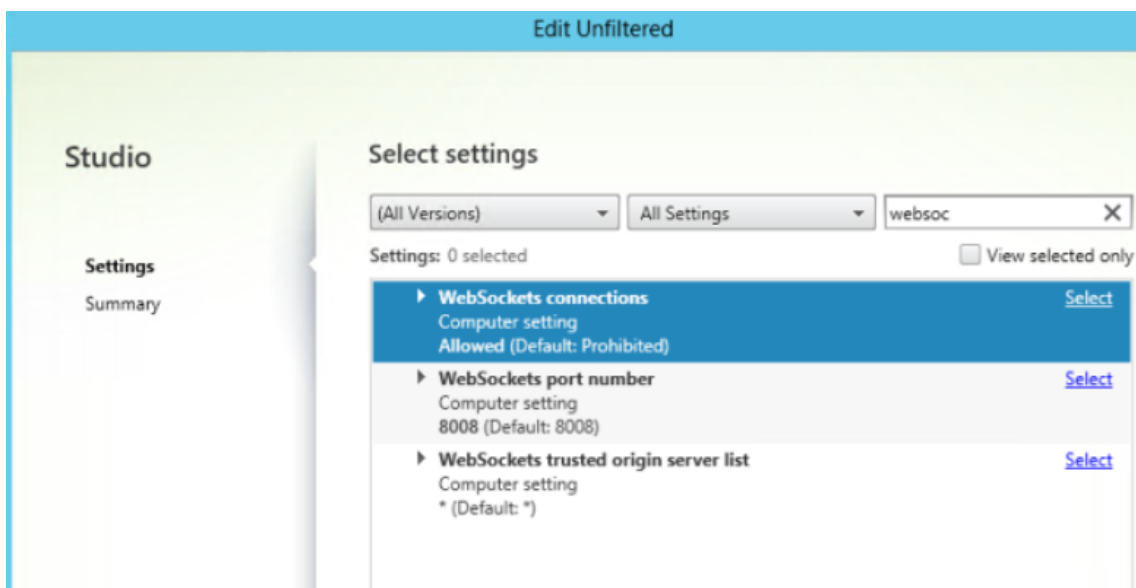 Edit Unfiltered
Studio
Select settings
(All Versions) All Settings websoc
Settings: 0 selected View selected only
Settings
Summary
WebSockets connections Select
Computer setting
Allowed (Default: Prohibited)
WebSockets port number Select
Computer setting
8008 (Default: 8008)
WebSockets trusted origin server list Select
Computer setting
* (Default: *)